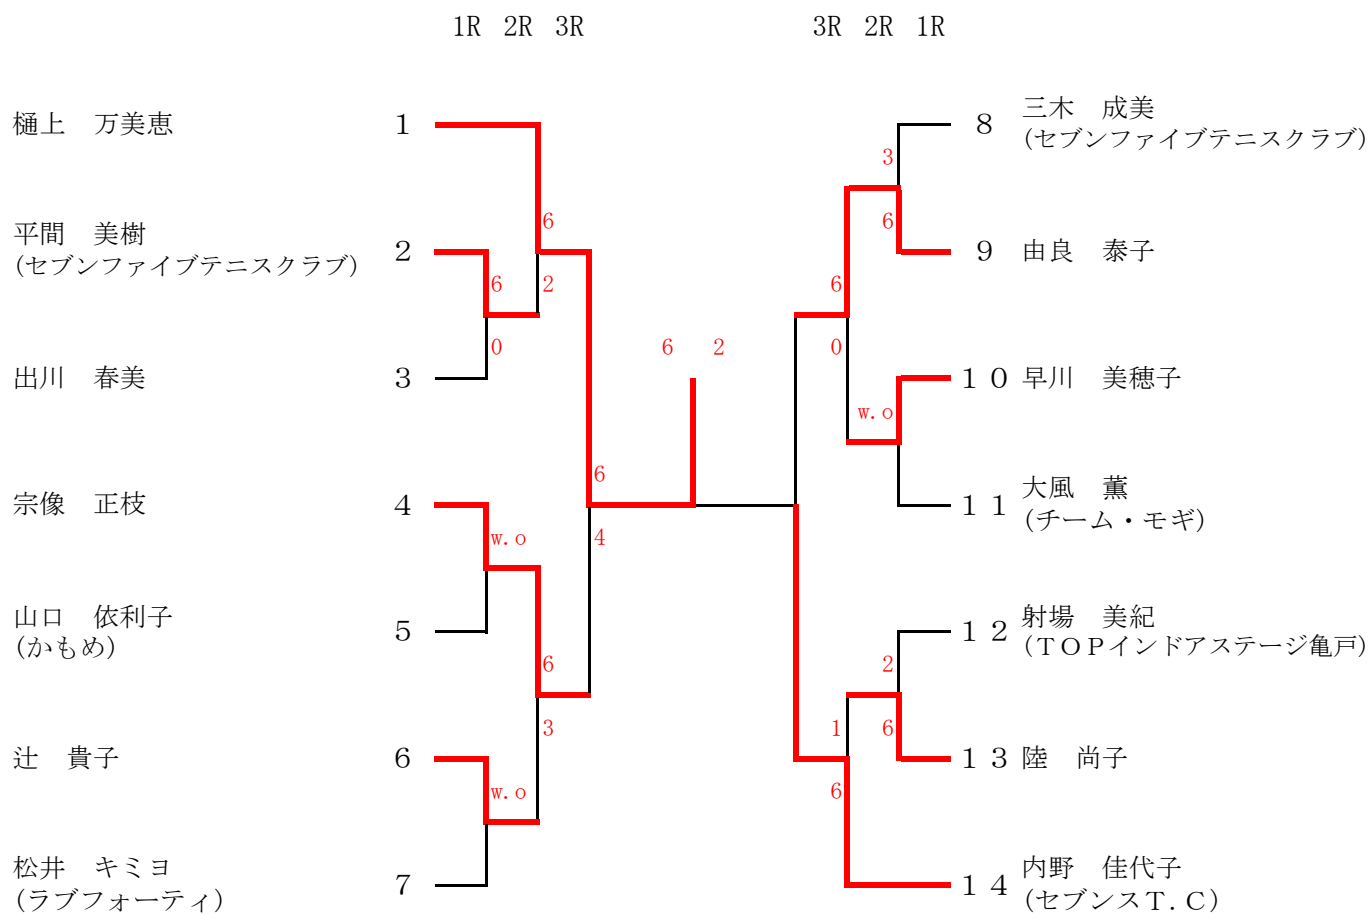 1R 2R 3R 3R 2R 1R
樋上　万美恵 1
平間　美樹
(セブンファイブテニスクラブ) 2
出川　春美 3
宗像　正枝 4
山口　依利子
(かもめ) 5
辻　貴子 6
松井　キミヨ
(ラブフォーティ) 7
6
6 2
0
6 2
6
w.o 4
6
3
w.o
3
6
6
0
w.o
2
1 6
6
8 三木　成美
(セブンファイブテニスクラブ)
9 由良　泰子
１０ 早川　美穂子
１１ 大風　薫
(チーム・モギ)
１２ 射場　美紀
(ＴＯＰインドアステージ亀戸)
１３ 陸　尚子
１４ 内野　佳代子
(セブンスＴ.Ｃ)